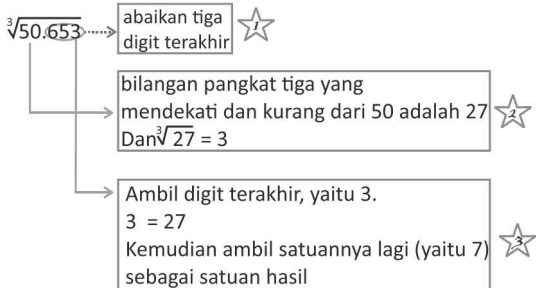 ∛50.653
abaikan tiga
digit terakhir
1
bilangan pangkat tiga yang
mendekati dan kurang dari 50 adalah 27
Dan ∛27 = 3
2
Ambil digit terakhir, yaitu 3.
3 = 27
Kemudian ambil satuannya lagi (yaitu 7)
sebagai satuan hasil
3